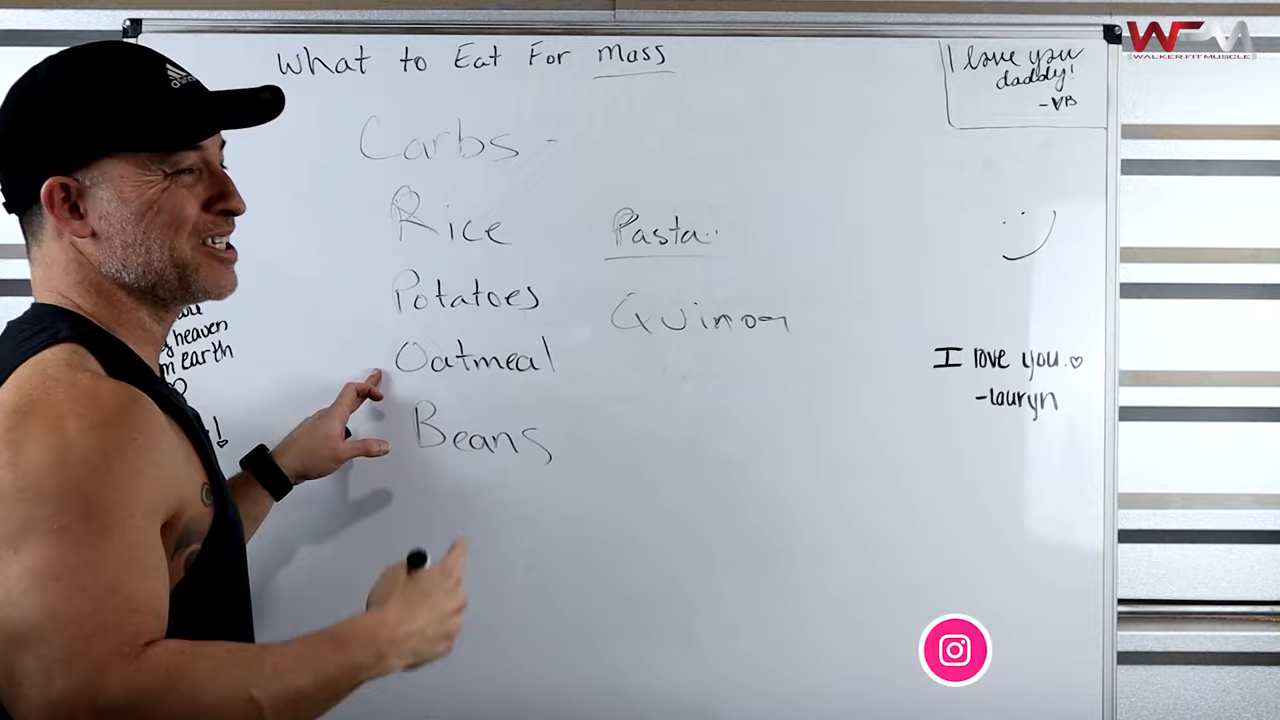 What to Eat For Mass
Carbs -
Rice
Potatoes
Oatmeal
Beans
Pasta..
Quinoa
I love you
daddy!
-VB
I love you.♡
-lauryn
heaven
earth
!
adidas
WFM
WALKER FIT MUSCLE